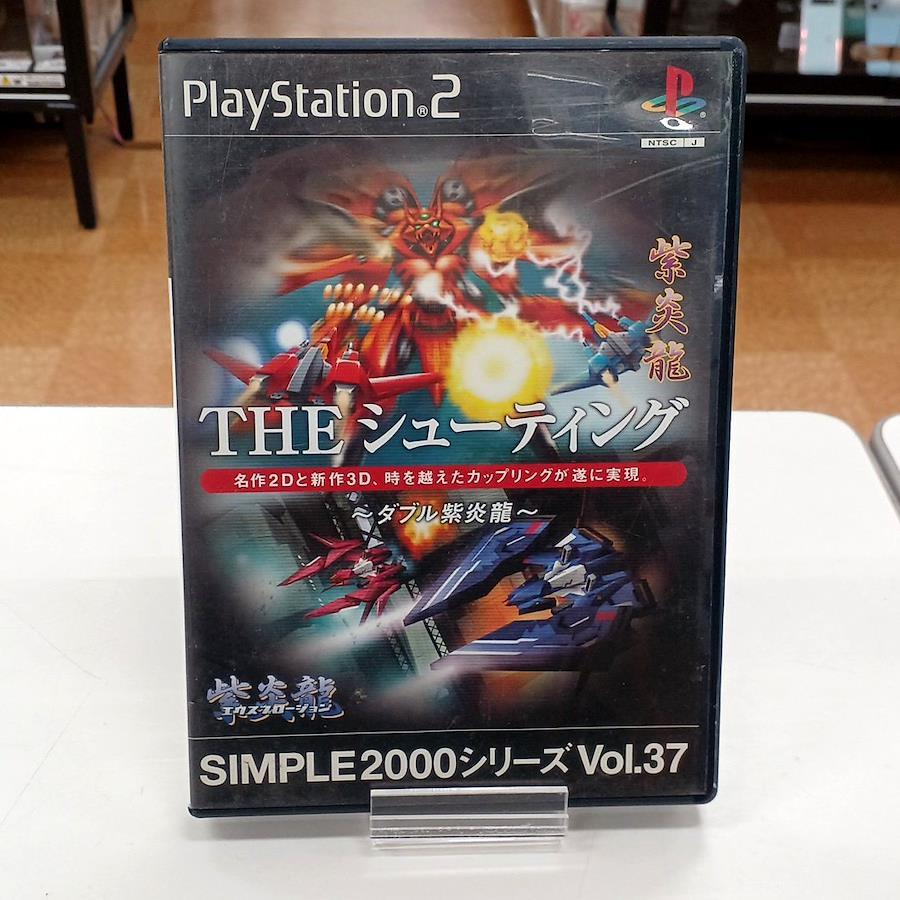 PlayStation®2
NTSC J
紫炎龍
THE シューティング
名作2Dと新作3D、時を越えたカップリングが遂に実現。
～ダブル紫炎龍～
紫炎龍
エクスプロージョン
SIMPLE2000シリーズ Vol.37